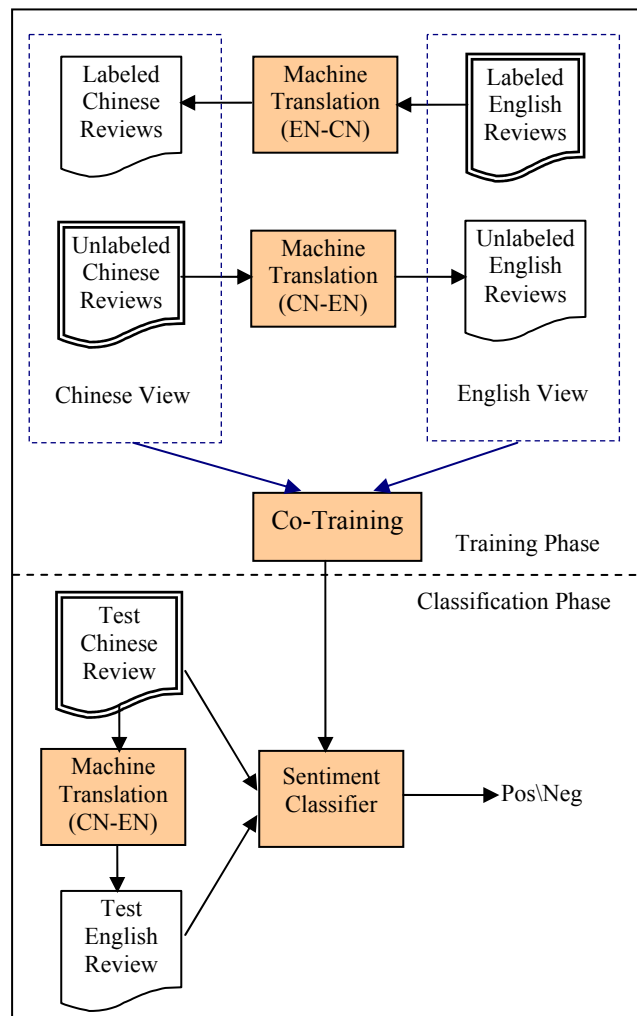 Labeled
Chinese
Reviews
Machine
Translation
(EN-CN)
Labeled
English
Reviews
Unlabeled
Chinese
Reviews
Machine
Translation
(CN-EN)
Unlabeled
English
Reviews
Chinese View
English View
Co-Training
Training Phase
Classification Phase
Test
Chinese
Review
Machine
Translation
(CN-EN)
Sentiment
Classifier
Pos\Neg
Test
English
Review